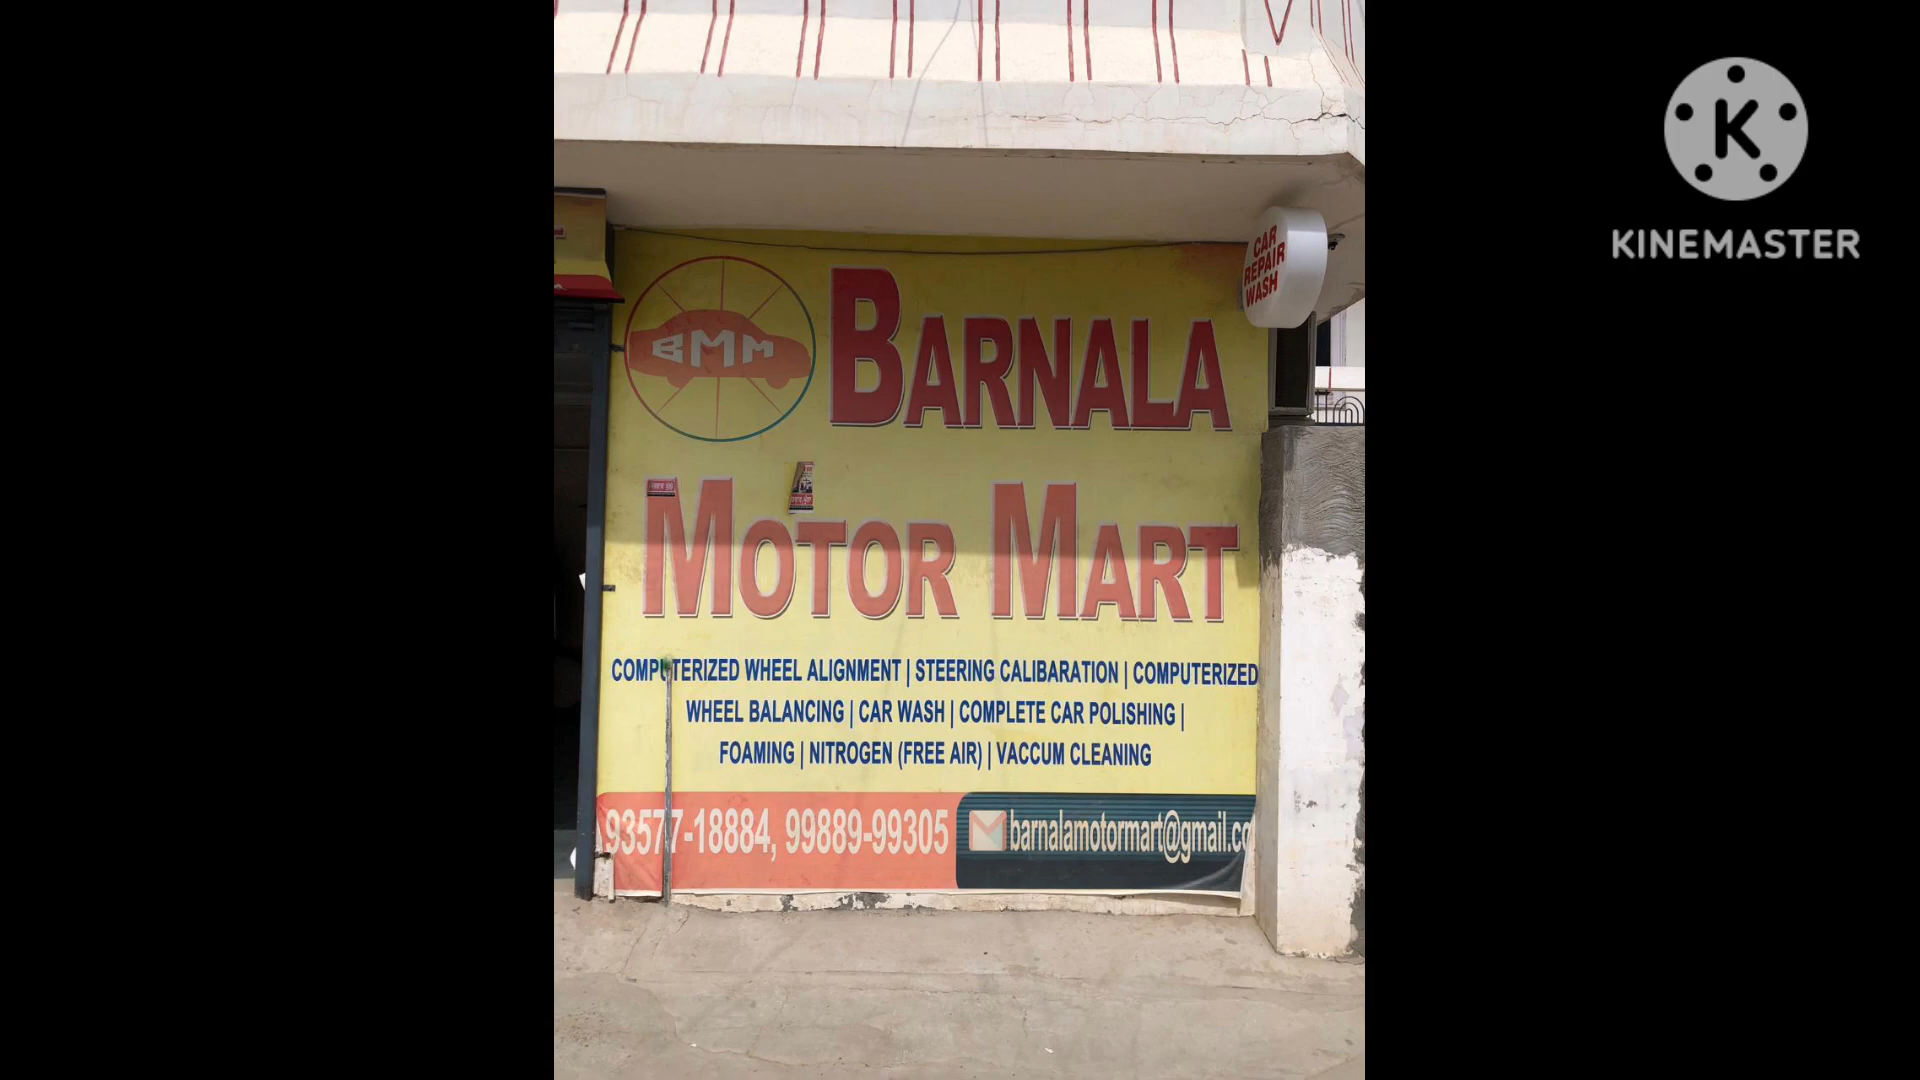 KINEMASTER
CAR
REPAIR
WASH
BMM
BARNALA
MOTOR MART
COMPUTERIZED WHEEL ALIGNMENT | STEERING CALIBARATION | COMPUTERIZED
WHEEL BALANCING | CAR WASH | COMPLETE CAR POLISHING |
FOAMING | NITROGEN (FREE AIR) | VACCUM CLEANING
93577-18884, 99889-99305
barnalamotormart@gmail.co